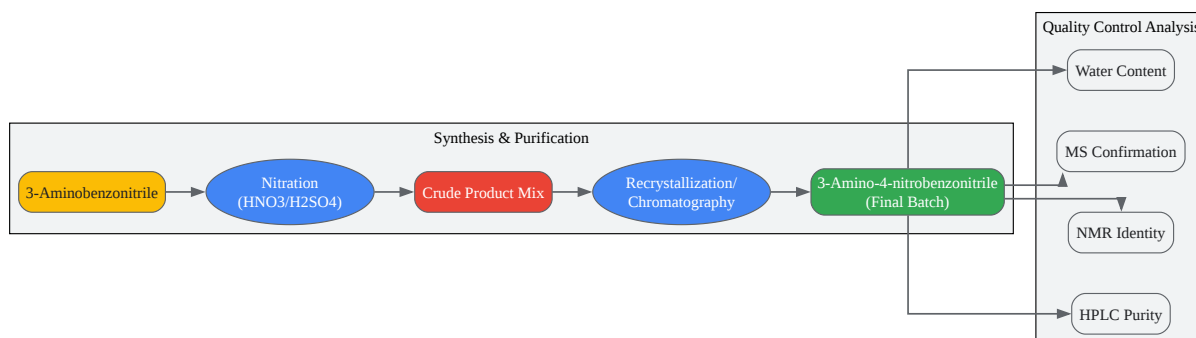 Quality Control Analysis
Water Content
Synthesis & Purification
3-Aminobenzonitrile
Nitration
(HNO3/H2SO4)
Crude Product Mix
Recrystallization/
Chromatography
3-Amino-4-nitrobenzonitrile
(Final Batch)
MS Confirmation
NMR Identity
HPLC Purity